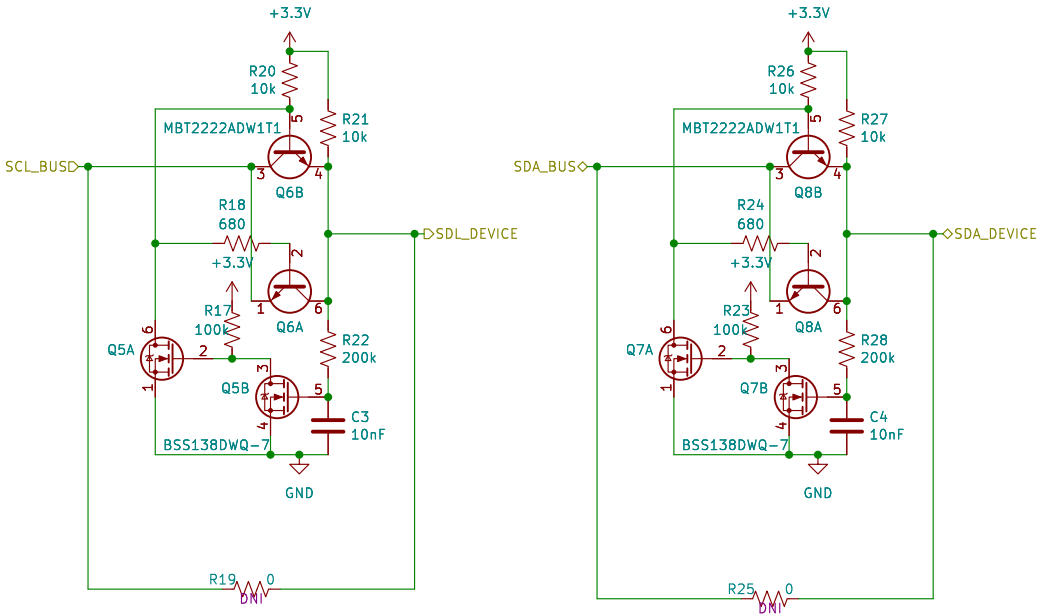 +3.3V
R20
10k
5
R21
10k
MBT2222ADW1T1
SCL_BUS
3
4
Q6B
R18
680
SDL_DEVICE
2
+3.3V
1
6
Q6A
R17
100k
6
Q5A
2
1
R22
200k
3
Q5B
5
4
C3
10nF
BSS138DWQ-7
GND
R19
0
DNI
+3.3V
R26
10k
5
R27
10k
MBT2222ADW1T1
SDA_BUS
3
4
Q8B
R24
680
SDA_DEVICE
2
+3.3V
1
6
Q8A
R23
100k
6
Q7A
2
1
R28
200k
3
Q7B
5
4
C4
10nF
BSS138DWQ-7
GND
R25
0
DNI